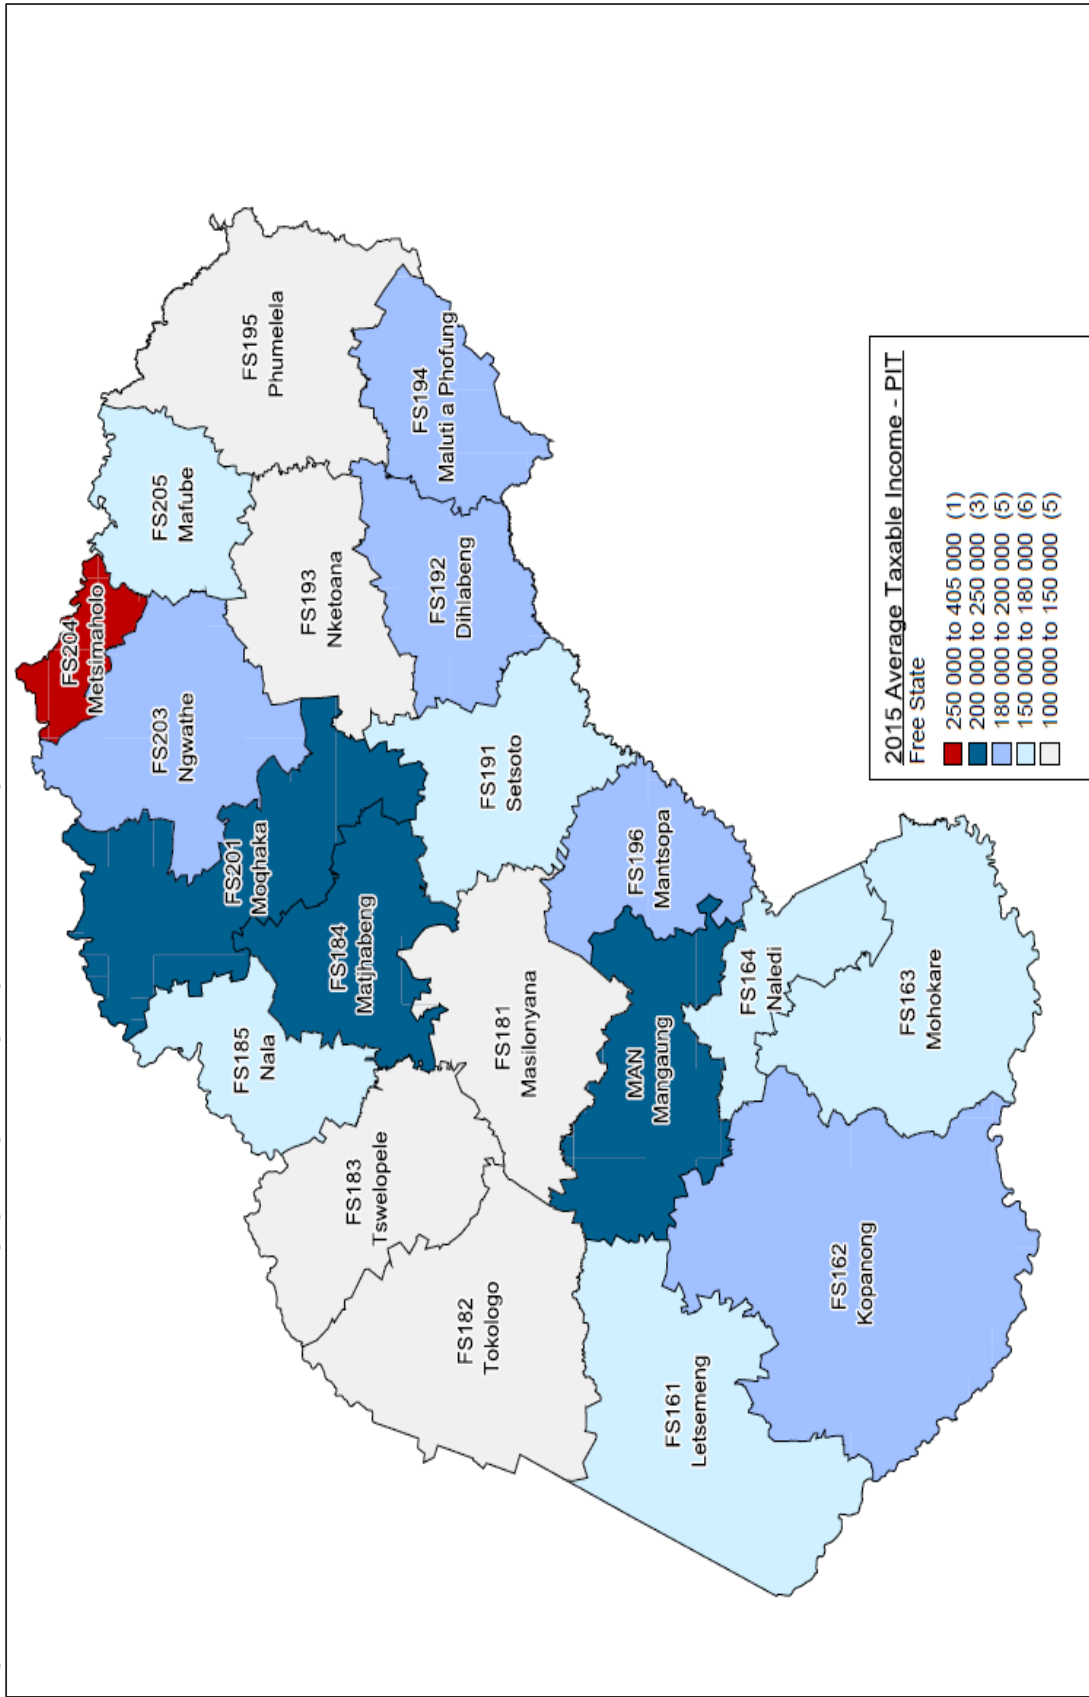 FS204
Metsimaholo
FS205
Mafube
FS195
Phumelela
FS203
Ngwathe
FS201
Moqhaka
FS193
Nketoana
FS194
Maluti a Phofung
FS192
Dihlabeng
FS185
Nala
FS184
Matjhabeng
FS191
Setsoto
FS183
Tswelopele
FS181
Masilonyana
FS196
Mantsopa
FS182
Tokologo
MAN
Mangaung
FS164
Naledi
FS161
Letsemeng
FS162
Kopanong
FS163
Mohokare
2015 Average Taxable Income - PIT
Free State
250 000 to 405 000 (1)
200 000 to 250 000 (3)
180 000 to 200 000 (5)
150 000 to 180 000 (6)
100 000 to 150 000 (5)